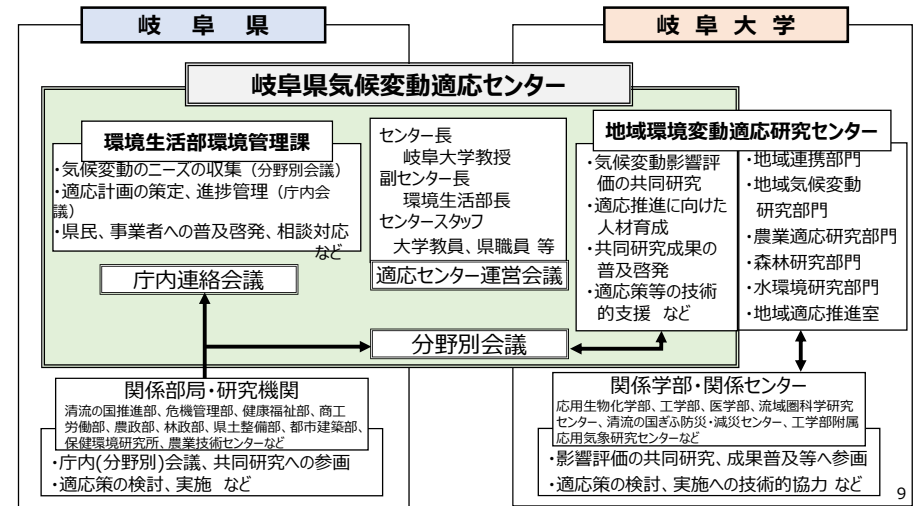 岐 阜 県
岐 阜 大 学
岐阜県気候変動適応センター
環境生活部環境管理課
・気候変動のニーズの収集（分野別会議）
・適応計画の策定、進捗管理（庁内会
議）
・県民、事業者への普及啓発、相談対応
など
庁内連絡会議
センター長
岐阜大学教授
副センター長
環境生活部長
センタースタッフ
大学教員、県職員 等
適応センター運営会議
分野別会議
地域環境変動適応研究センター
・気候変動影響評
価の共同研究
・適応推進に向けた
人材育成
・共同研究成果の
普及啓発
・適応策等の技術
的支援 など
・地域連携部門
・地域気候変動
研究部門
・農業適応研究部門
・森林研究部門
・水環境研究部門
・地域適応推進室
関係部局・研究機関
清流の国推進部、危機管理部、健康福祉部、商工
労働部、農政部、林政部、県土整備部、都市建築部、
保健環境研究所、農業技術センターなど
・庁内(分野別)会議、共同研究への参画
・適応策の検討、実施 など
関係学部・関係センター
応用生物化学部、工学部、医学部、流域圏科学研究
センター、清流の国ぎふ防災・減災センター、工学部附属
応用気象研究センターなど
・影響評価の共同研究、成果普及等へ参画
・適応策の検討、実施への技術的協力 など
9